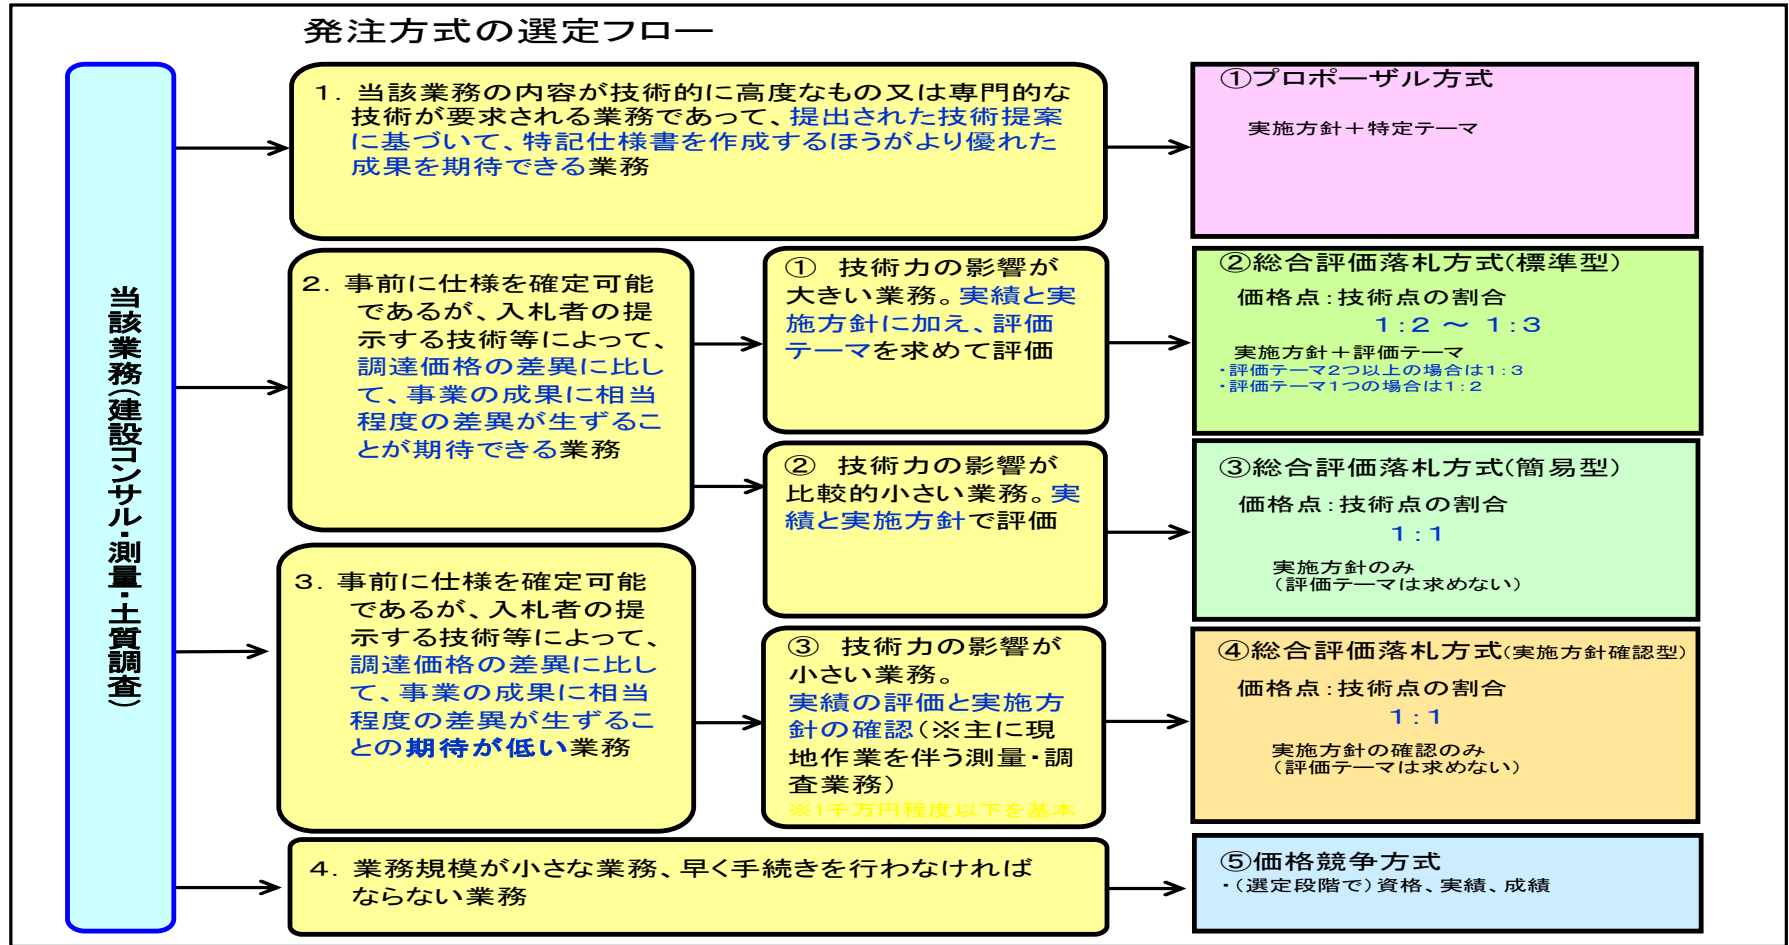 発注方式の選定フロー
当該業務(建設コンサル・測量・土質調査)
1. 当該業務の内容が技術的に高度なもの又は専門的な
技術が要求される業務であって、提出された技術提案
に基づいて、特記仕様書を作成するほうがより優れた
成果を期待できる業務
①プロポーザル方式
実施方針＋特定テーマ
2. 事前に仕様を確定可能
であるが、入札者の提
示する技術等によって、
調達価格の差異に比し
て、事業の成果に相当
程度の差異が生ずるこ
とが期待できる業務
① 技術力の影響が
大きい業務。実績と実
施方針に加え、評価
テーマを求めて評価
②総合評価落札方式(標準型)
価格点：技術点の割合
1：2 ～ 1：3
実施方針＋評価テーマ
・評価テーマ2つ以上の場合は1：3
・評価テーマ1つの場合は1：2
② 技術力の影響が
比較的小さい業務。実
績と実施方針で評価
③総合評価落札方式(簡易型)
価格点：技術点の割合
1：1
実施方針のみ
(評価テーマは求めない)
3. 事前に仕様を確定可能
であるが、入札者の提
示する技術等によって、
調達価格の差異に比し
て、事業の成果に相当
程度の差異が生ずるこ
との期待が低い業務
③ 技術力の影響が
小さい業務。
実績の評価と実施方
針の確認(※主に現
地作業を伴う測量・調
査業務)
※1千万円程度以下を基本
④総合評価落札方式(実施方針確認型)
価格点：技術点の割合
1：1
実施方針の確認のみ
(評価テーマは求めない)
4. 業務規模が小さな業務、早く手続きを行わなければ
ならない業務
⑤価格競争方式
・(選定段階で)資格、実績、成績